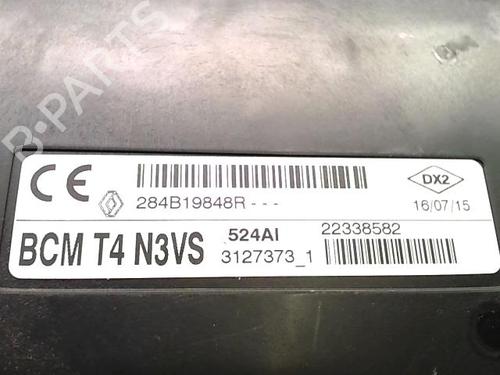 B-PARTS
CE
284B19848R - - -
DX2
16/07/15
BCM T4 N3VS
524AI
22338582
3127373_1